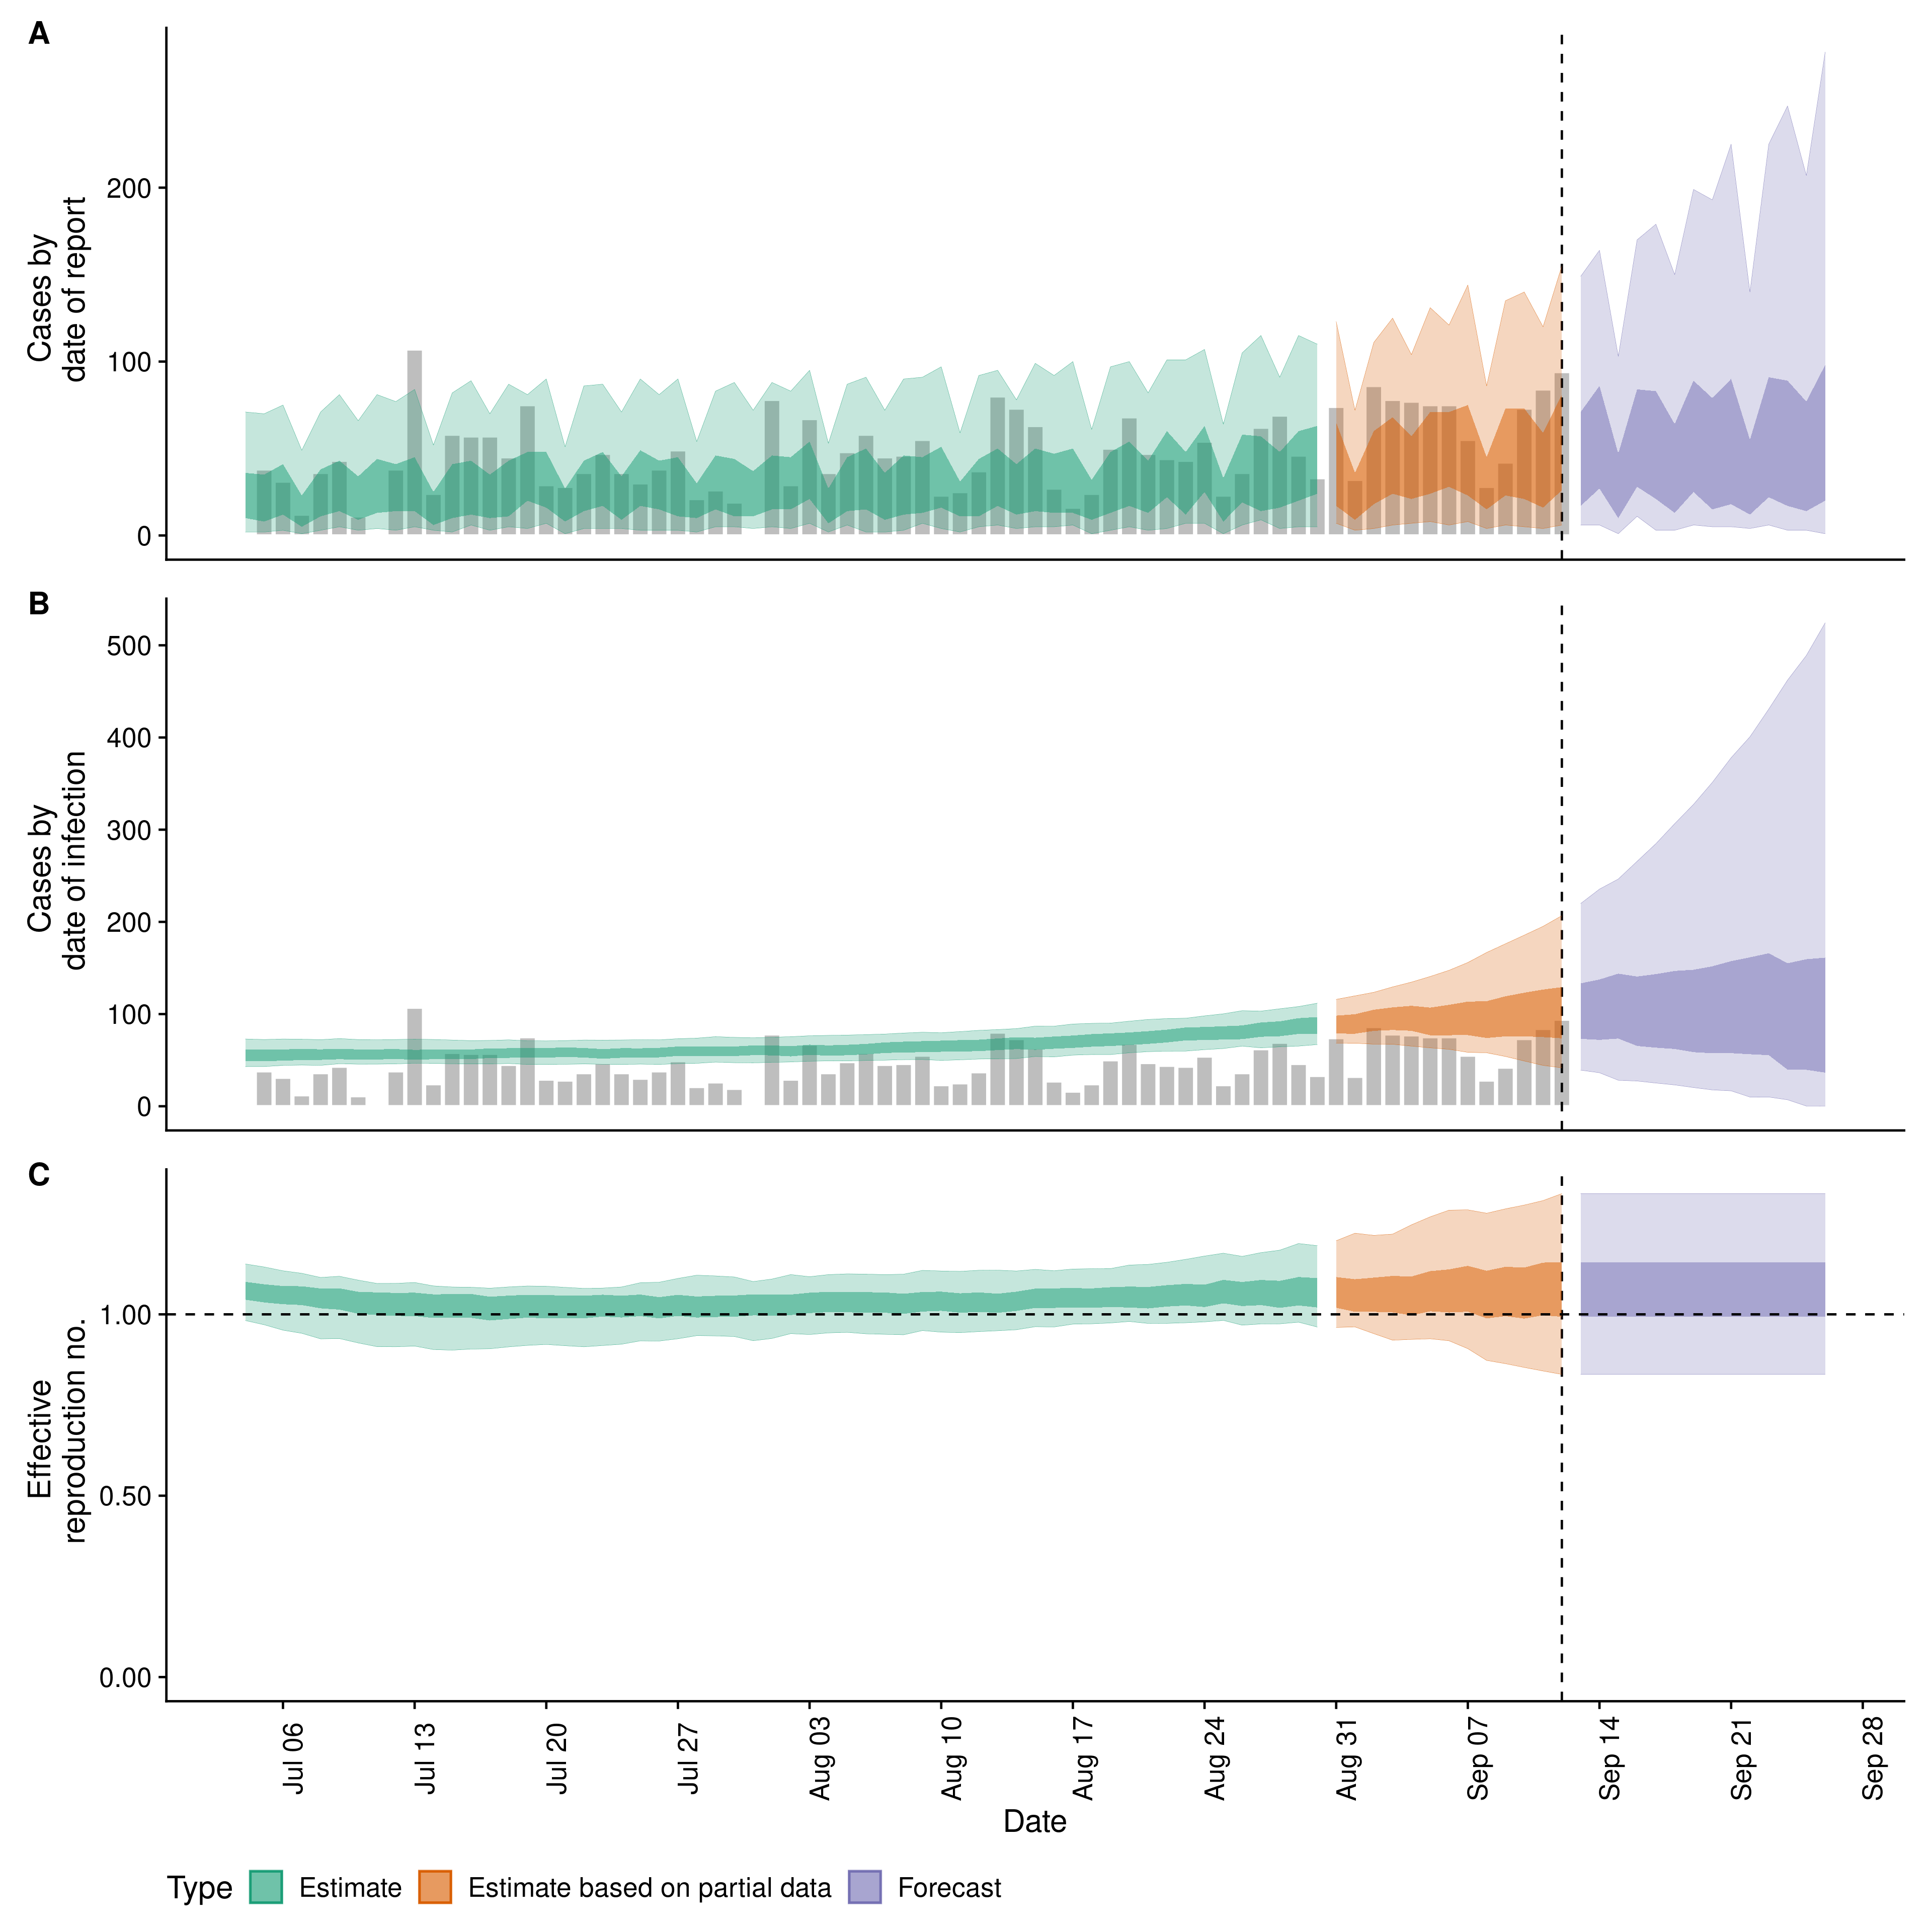 A
Cases by
date of report
200
100
0
B
Cases by
date of infection
500
400
300
200
100
0
C
Effective
reproduction no.
1.00
0.50
0.00
Jul 06
Jul 13
Jul 20
Jul 27
Aug 03
Aug 10
Aug 17
Aug 24
Aug 31
Sep 07
Sep 14
Sep 21
Sep 28
Date
Type Estimate Estimate based on partial data Forecast